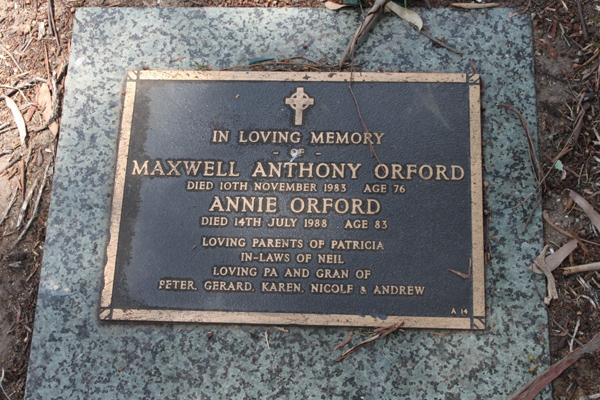 IN LOVING MEMORY
- OF -
MAXWELL ANTHONY ORFORD
DIED 10TH NOVEMBER 1983 AGE 76
ANNIE ORFORD
DIED 14TH JULY 1988 AGE 83
LOVING PARENTS OF PATRICIA
IN-LAWS OF NEIL
LOVING PA AND GRAN OF
PETER, GERARD, KAREN, NICOLE & ANDREW
A 14